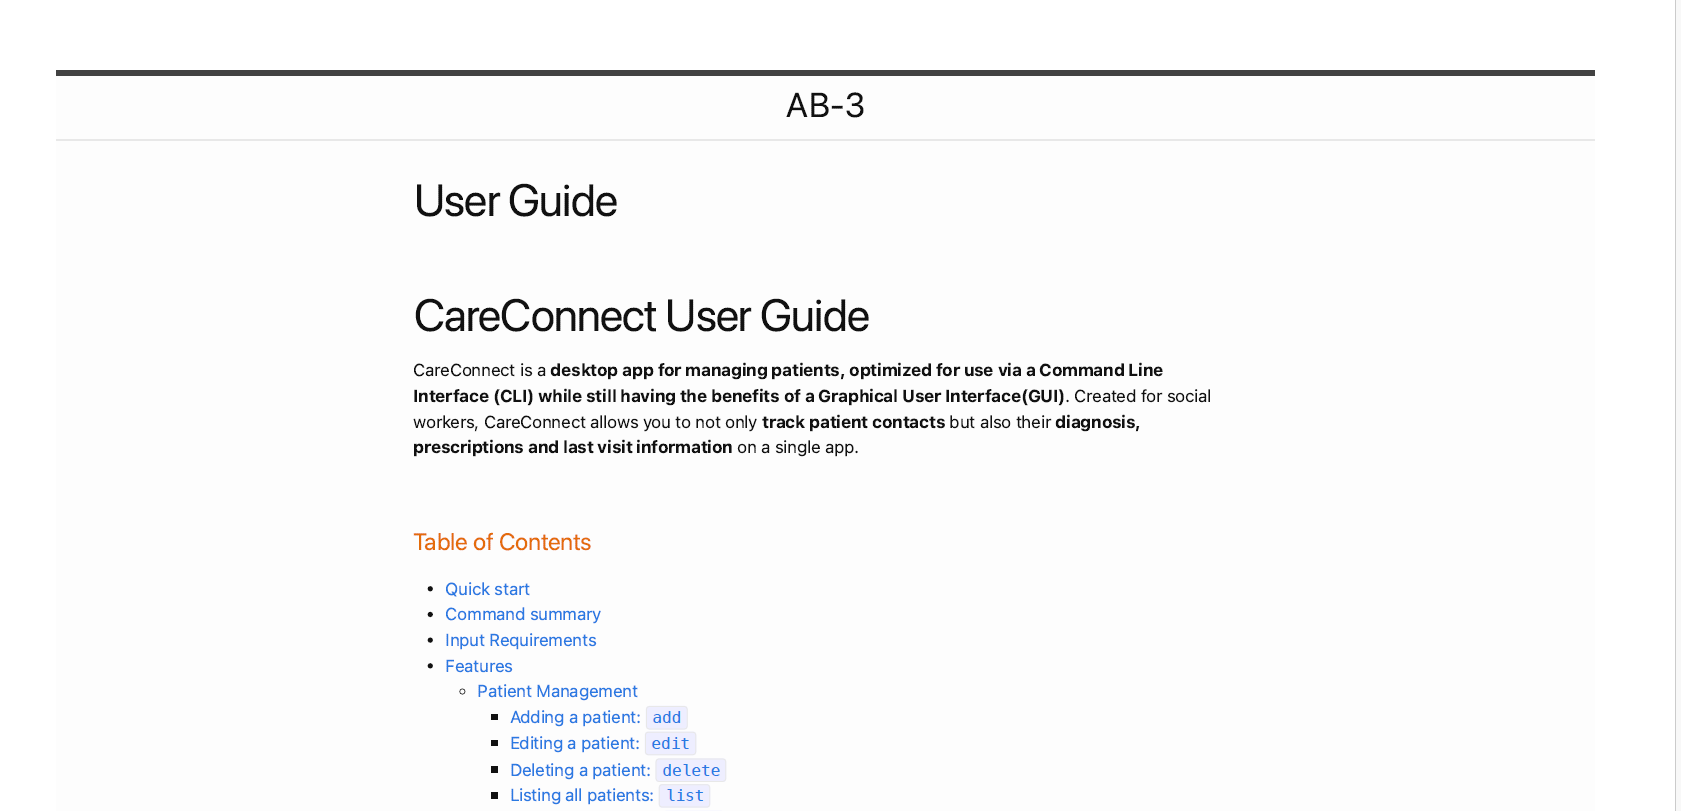 AB-3
User Guide
CareConnect User Guide
CareConnect is a desktop app for managing patients, optimized for use via a Command Line
Interface (CLI) while still having the benefits of a Graphical User Interface(GUI). Created for social
workers, CareConnect allows you to not only track patient contacts but also their diagnosis,
prescriptions and last visit information on a single app.
Table of Contents
• Quick start
• Command summary
• Input Requirements
• Features
◦ Patient Management
▪ Adding a patient: add
▪ Editing a patient: edit
▪ Deleting a patient: delete
▪ Listing all patients: list